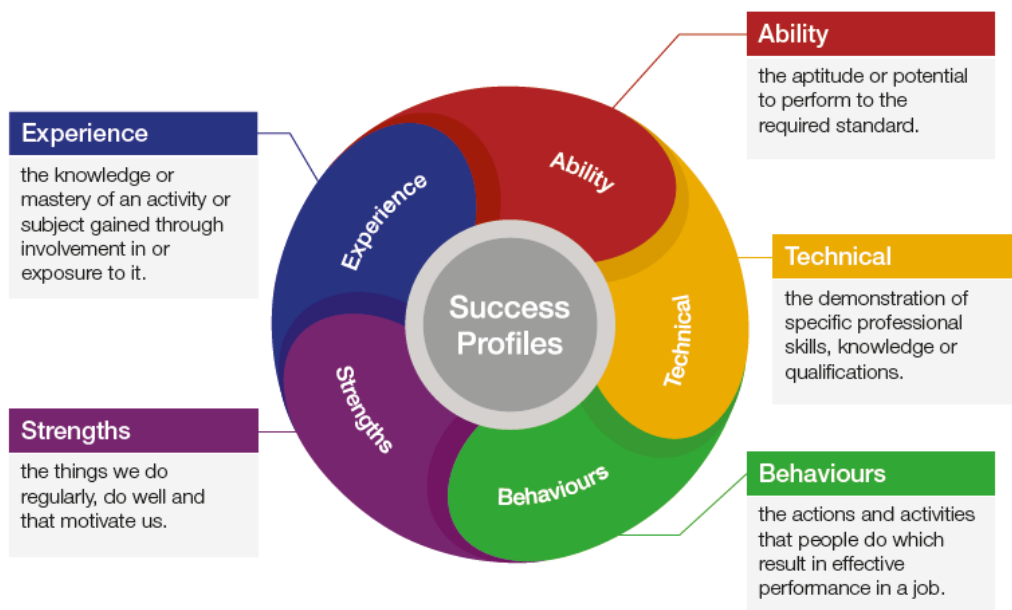 Ability
the aptitude or potential
to perform to the
required standard.
Experience
the knowledge or
mastery of an activity or
subject gained through
involvement in or
exposure to it.
Technical
the demonstration of
specific professional
skills, knowledge or
qualifications.
Strengths
the things we do
regularly, do well and
that motivate us.
Behaviours
the actions and activities
that people do which
result in effective
performance in a job.
Ability
Experience
Technical
Strengths
Behaviours
Success
Profiles